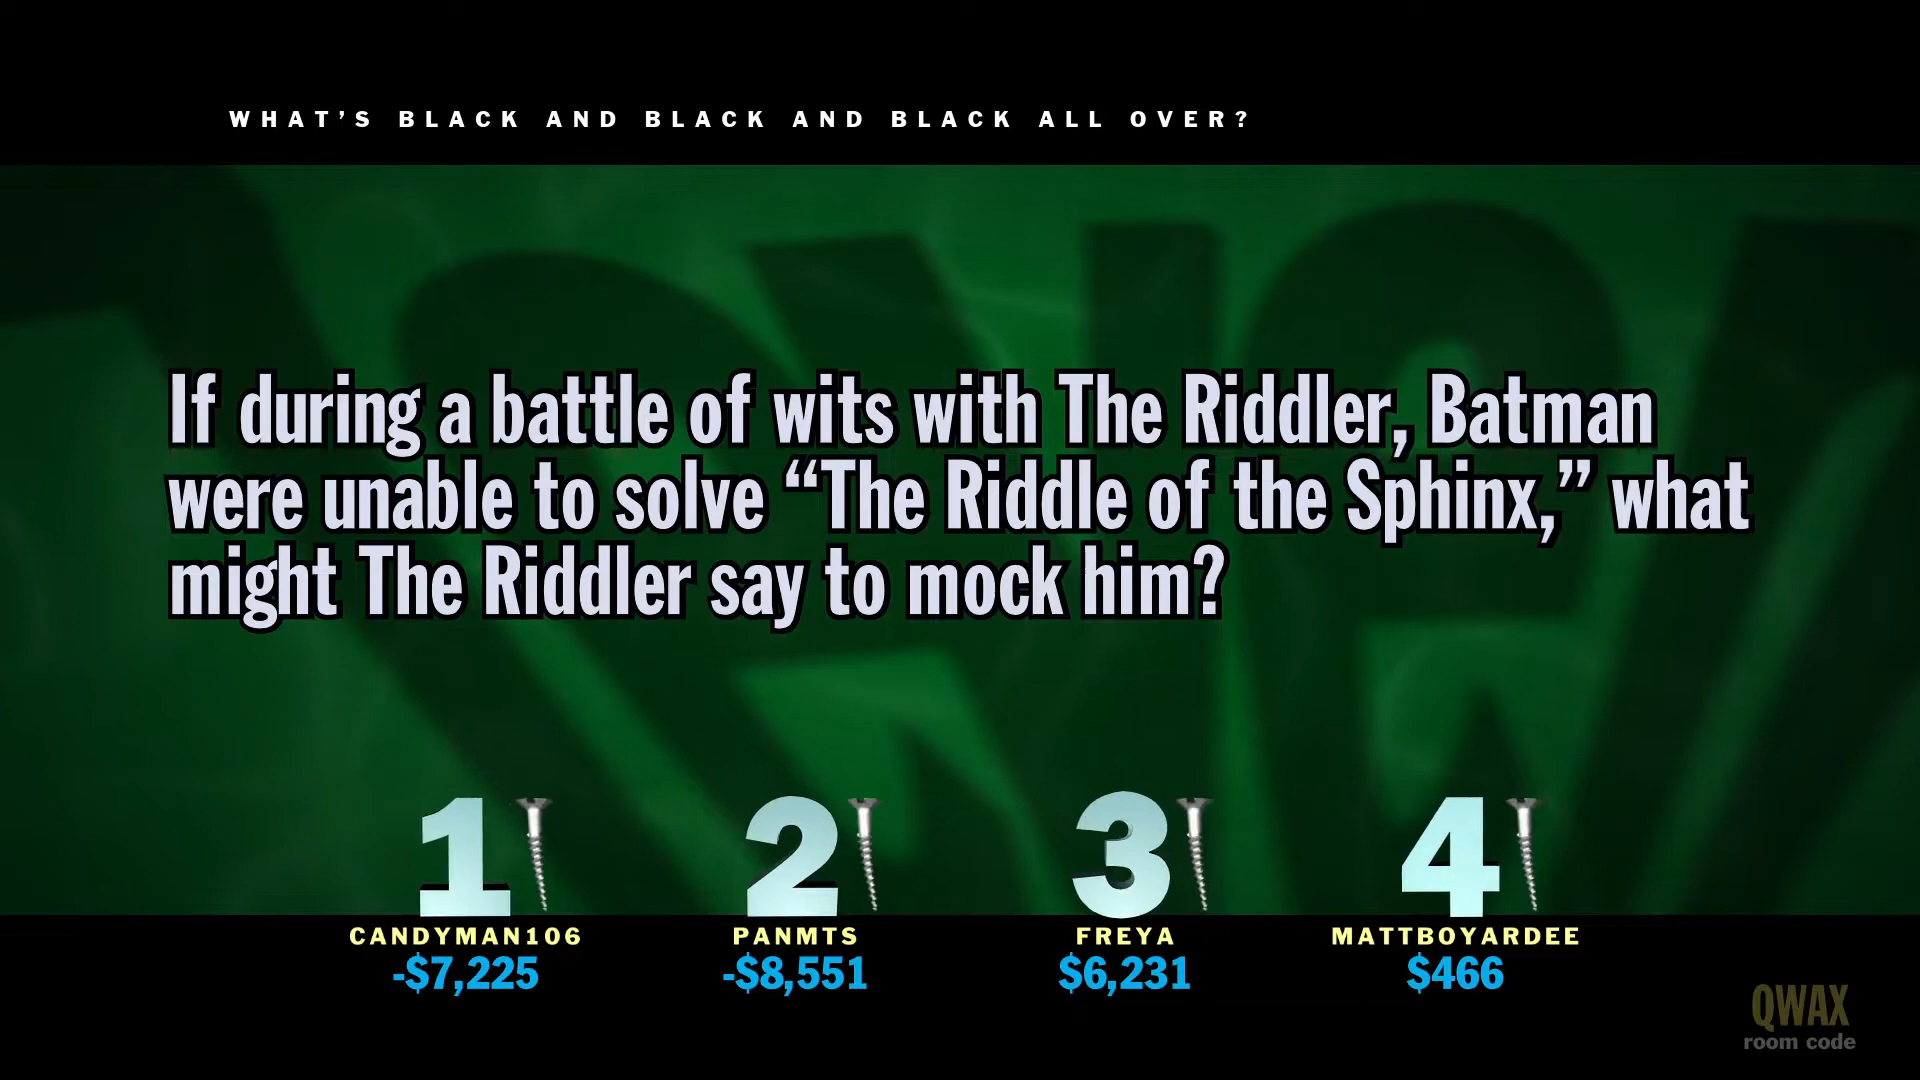 WHAT'S BLACK AND BLACK AND BLACK ALL OVER?
If during a battle of wits with The Riddler, Batman
were unable to solve “The Riddle of the Sphinx,” what
might The Riddler say to mock him?
1 2 3 4
CANDYMAN106 PANMTS FREYA MATTBOYARDEE
-$7,225 -$8,551 $6,231 $466
QWAX
room code